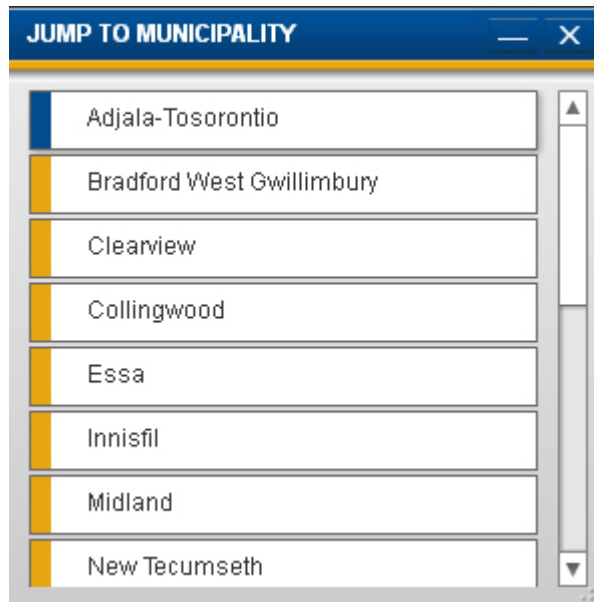 JUMP TO MUNICIPALITY
Adjala-Tosorontio
Bradford West Gwillimbury
Clearview
Collingwood
Essa
Innisfil
Midland
New Tecumseth